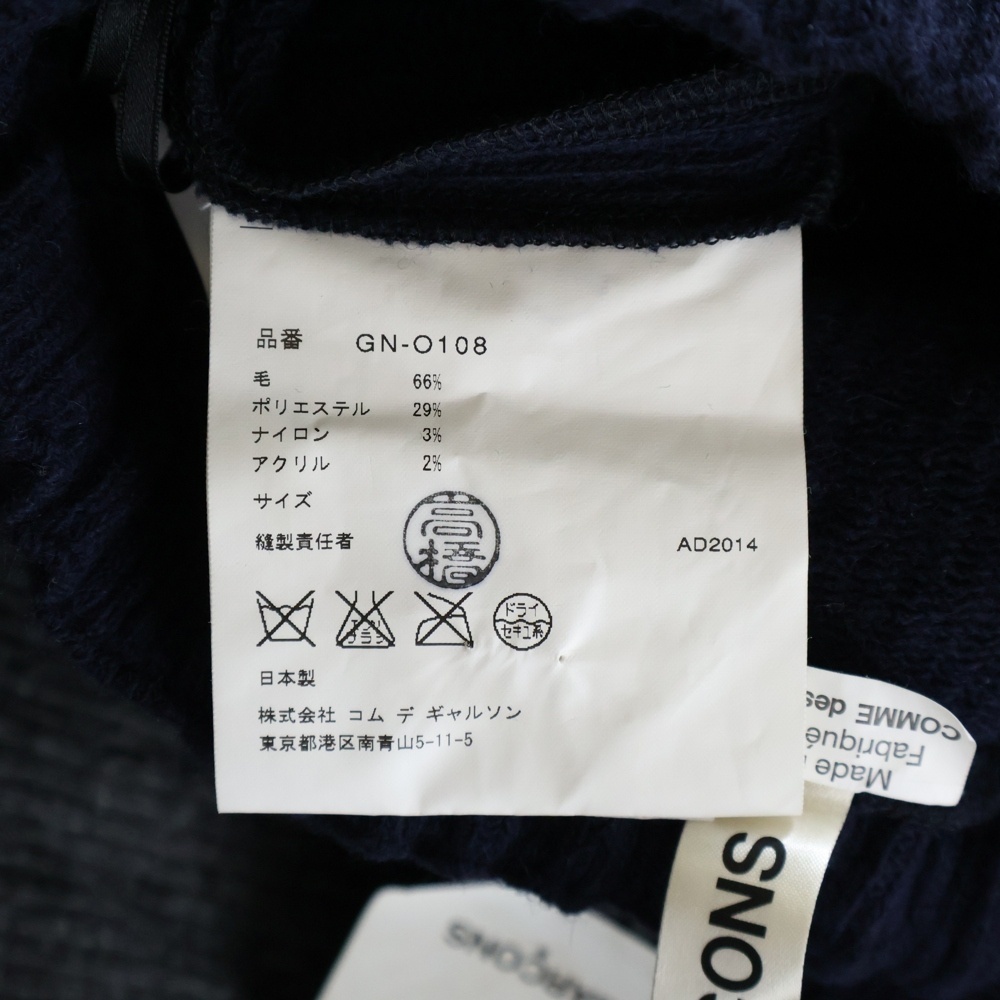 品番 GN-O108
毛 66%
ポリエステル 29%
ナイロン 3%
アクリル 2%
サイズ
縫製責任者 高橋 AD2014
ドライ
セキユ系
日本製
株式会社 コム デ ギャルソン
東京都港区南青山5-11-5
COMME des
Fabriqué
Made
SNO
GARÇONS